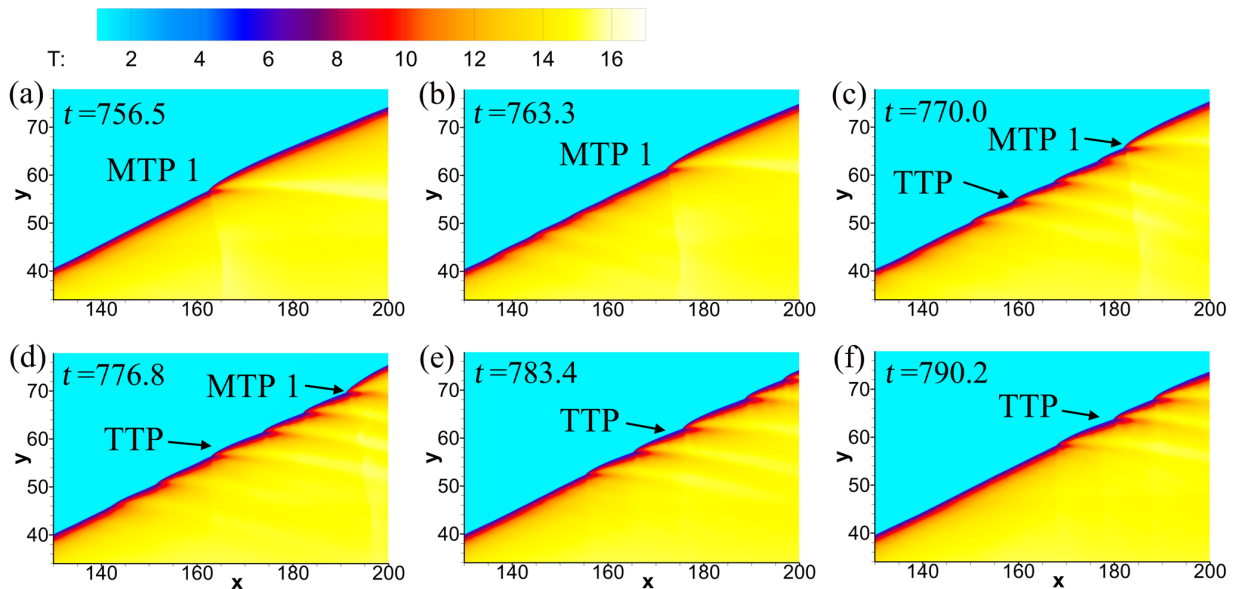 T: 2 4 6 8 10 12 14 16
(a) (b) (c)
t=756.5 t=763.3 t=770.0
MTP 1 MTP 1 MTP 1
TTP
y 70 60 50 40
y 70 60 50 40
y 70 60 50 40
140 160 180 200
140 160 180 200
140 160 180 200
(d) (e) (f)
t=776.8 t=783.4 t=790.2
MTP 1
TTP TTP TTP
y 70 60 50 40
y 70 60 50 40
y 70 60 50 40
140 160 180 200
140 160 180 200
140 160 180 200
x x x